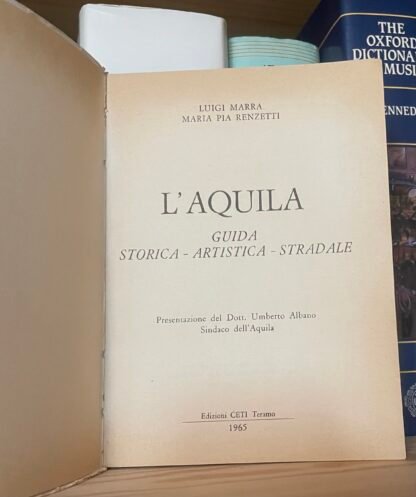 LUIGI MARRA
MARIA PIA RENZETTI
L'AQUILA
GUIDA
STORICA - ARTISTICA - STRADALE
Presentazione del Dott. Umberto Albano
Sindaco dell'Aquila
Edizioni CETI Teramo
1965
THE
OXFORD
DICTIONA
MUSI
ENNED